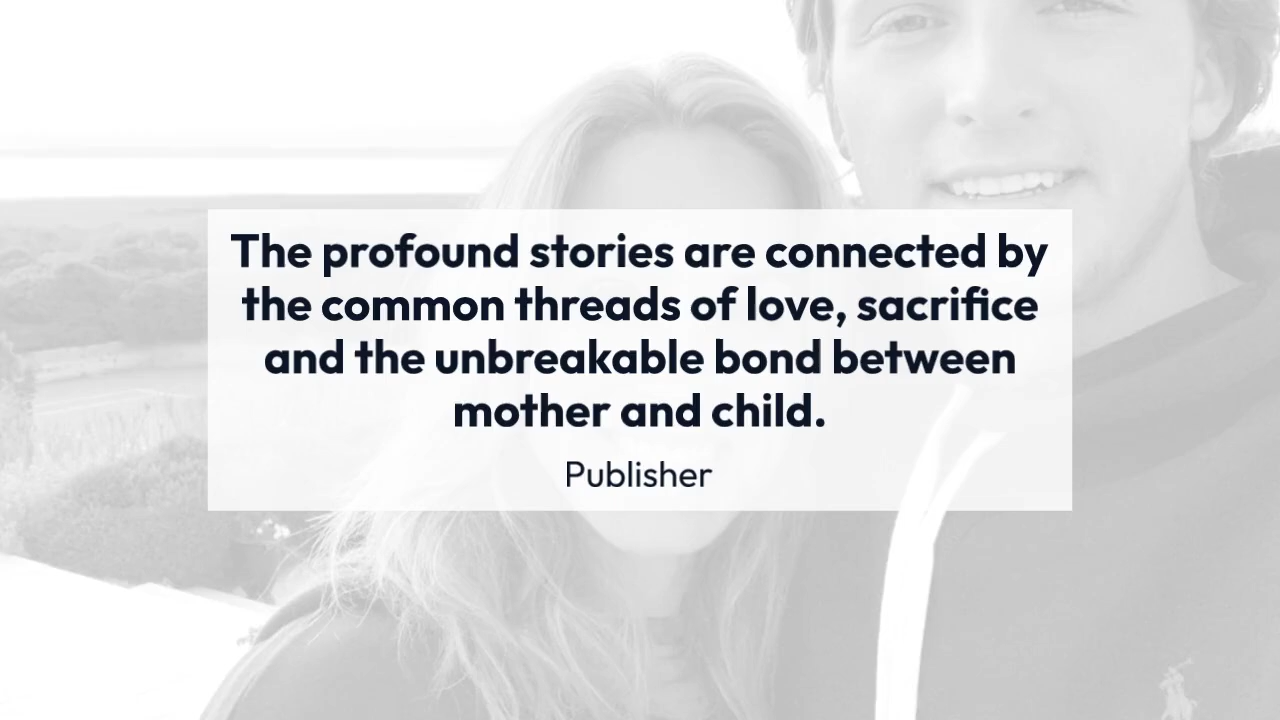 The profound stories are connected by
the common threads of love, sacrifice
and the unbreakable bond between
mother and child.
Publisher